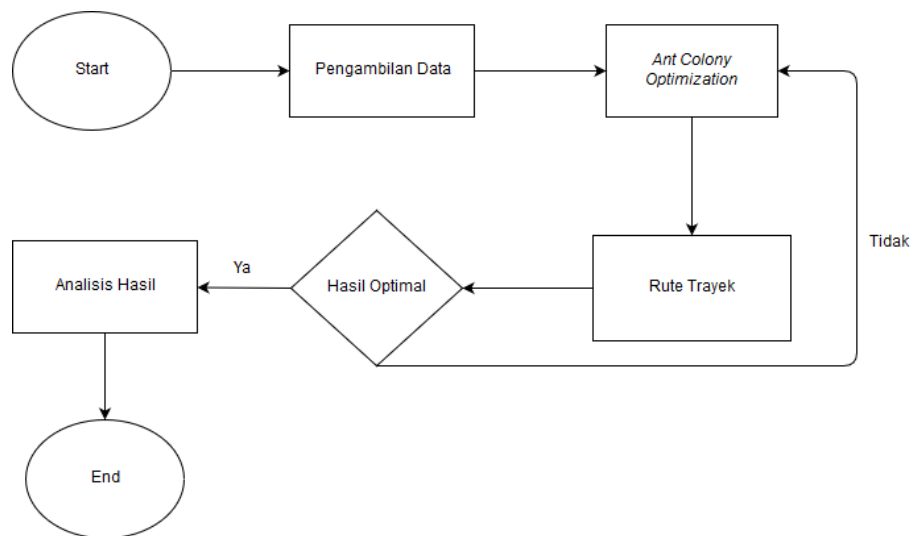 Start
Pengambilan Data
Ant Colony
Optimization
Tidak
Rute Trayek
Hasil Optimal
Ya
Analisis Hasil
End